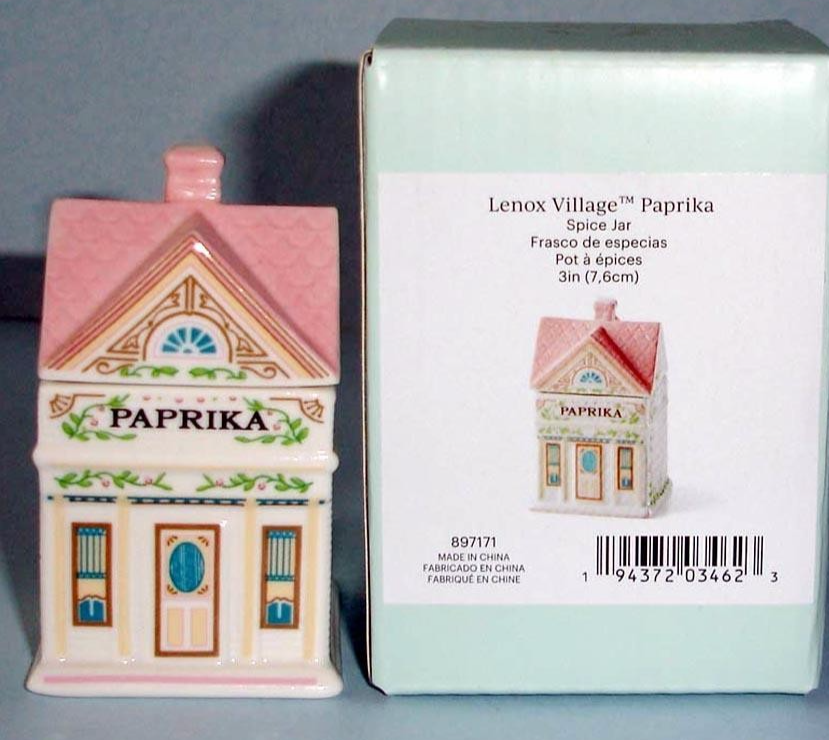 PAPRIKA
Lenox Village™ Paprika
Spice Jar
Frasco de especias
Pot à épices
3in (7,6cm)
PAPRIKA
897171
MADE IN CHINA
FABRICADO EN CHINA
FABRIQUÉ EN CHINE
1 94372 03462 3